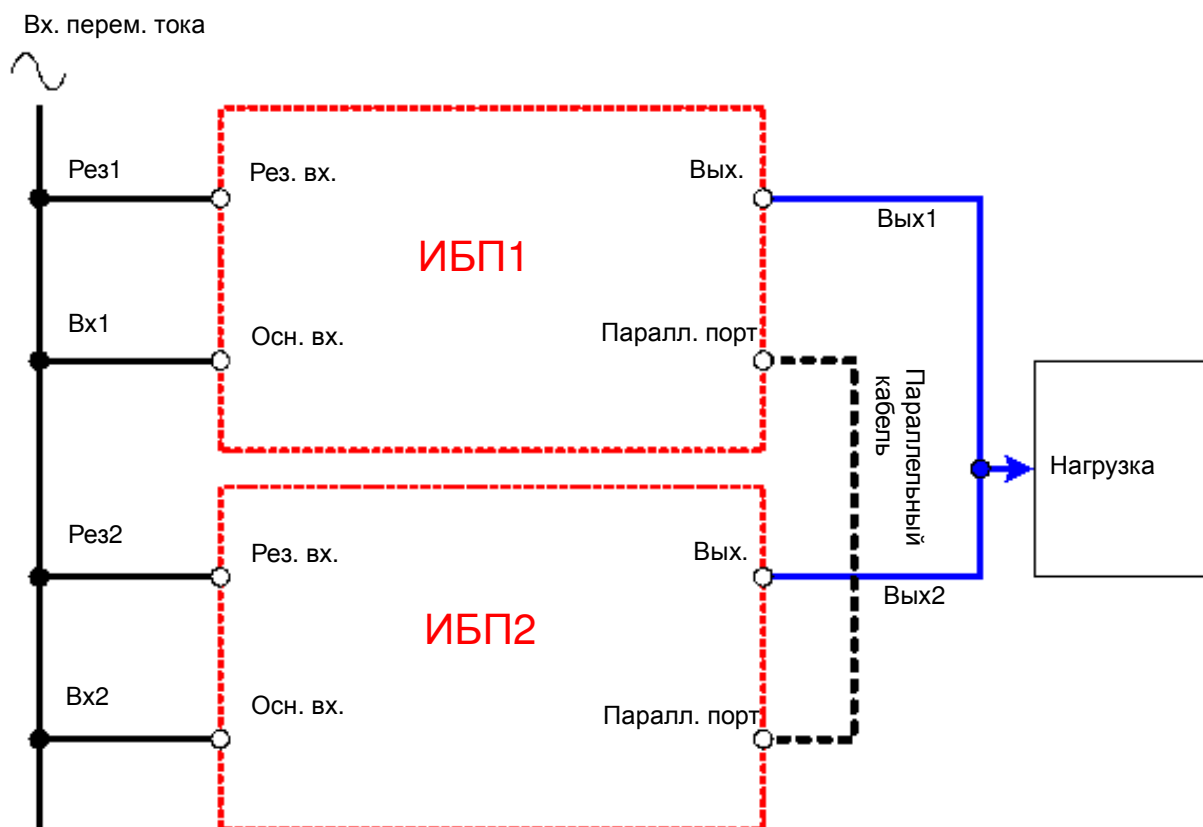 Вх. перем. тока
Рез1
Рез. вх.
Вых.
Вых1
ИБП1
Вх1
Осн. вх.
Паралл. порт
Параллельный
кабель
Нагрузка
Рез2
Рез. вх.
Вых.
Вых2
ИБП2
Вх2
Осн. вх.
Паралл. порт